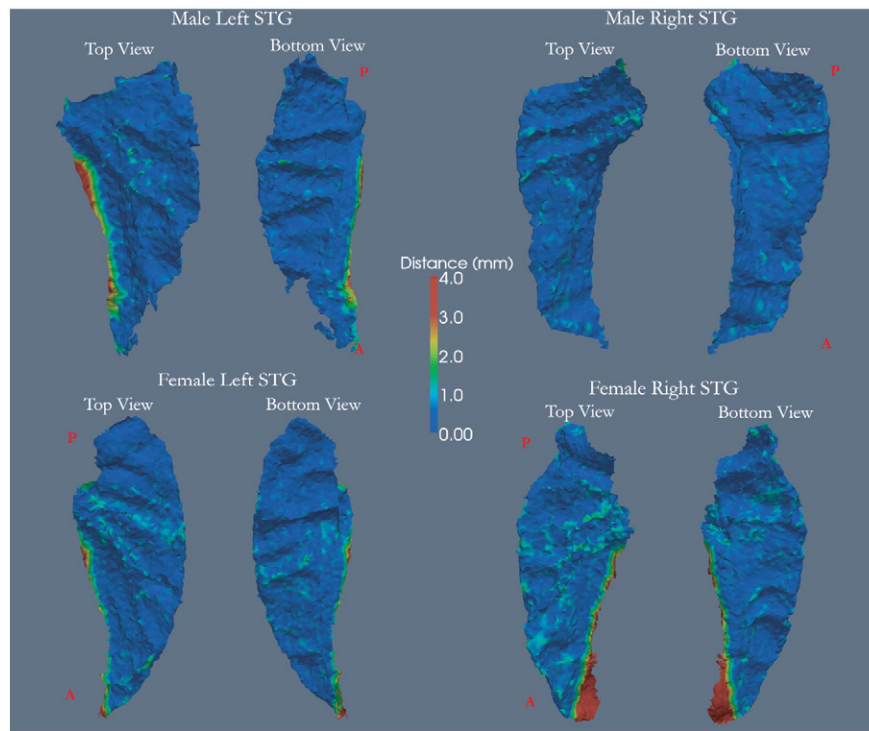 Male Left STG
Top View
Bottom View
P
A
Male Right STG
Top View
Bottom View
P
A
Distance (mm)
4.0
3.0
2.0
1.0
0.00
Female Left STG
Top View
Bottom View
P
A
Female Right STG
Top View
Bottom View
P
A